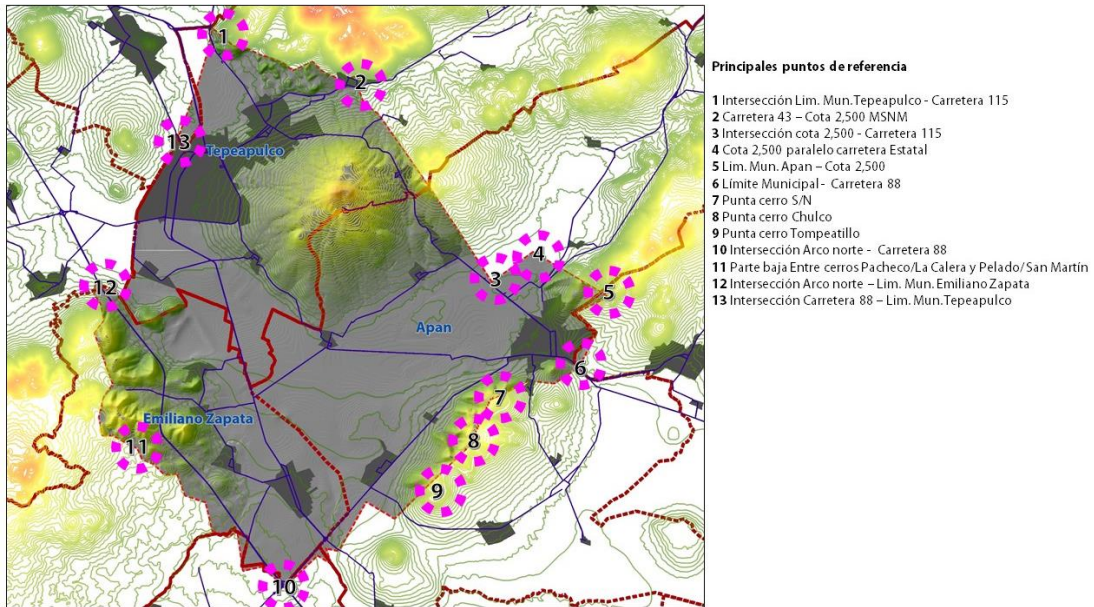 1
2
13
Tepeapulco
4
3
5
12
Apan
6
7
Emiliano Zapata
11
8
9
10
Principales puntos de referencia
1 Intersección Lim. Mun.Tepeapulco - Carretera 115
2 Carretera 43 – Cota 2,500 MSNM
3 Intersección cota 2,500 - Carretera 115
4 Cota 2,500 paralelo carretera Estatal
5 Lim. Mun. Apan – Cota 2,500
6 Límite Municipal - Carretera 88
7 Punta cerro S/N
8 Punta cerro Chulco
9 Punta cerro Tompeatillo
10 Intersección Arco norte - Carretera 88
11 Parte baja Entre cerros Pacheco/La Calera y Pelado/San Martín
12 Intersección Arco norte – Lim. Mun. Emiliano Zapata
13 Intersección Carretera 88 – Lim. Mun.Tepeapulco